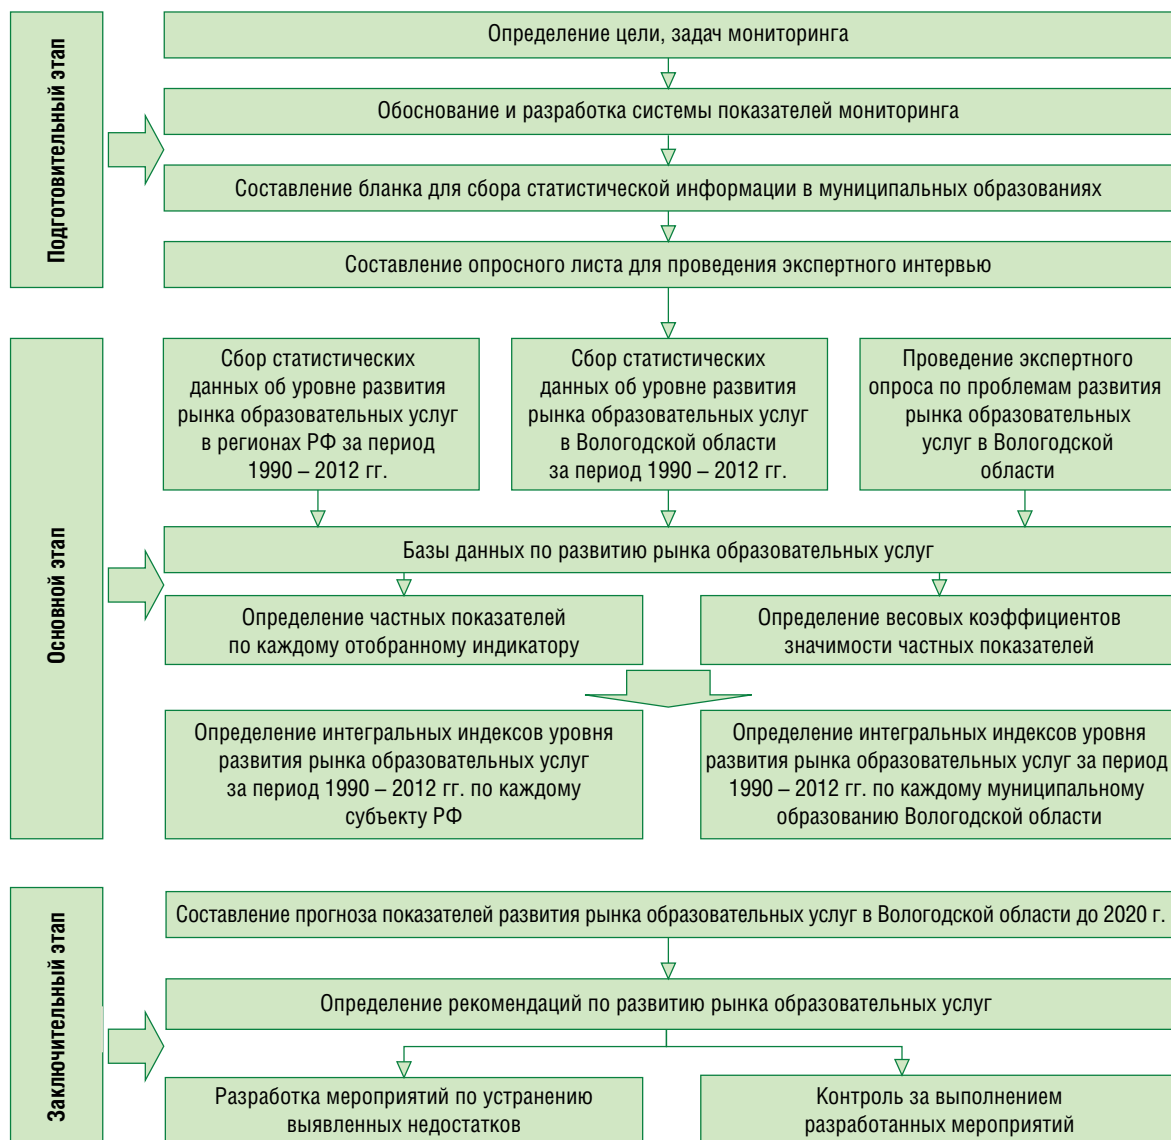 Подготовительный этап
Определение цели, задач мониторинга
Обоснование и разработка системы показателей мониторинга
Составление бланка для сбора статистической информации в муниципальных образованиях
Составление опросного листа для проведения экспертного интервью
Основной этап
Сбор статистических
данных об уровне развития
рынка образовательных услуг
в регионах РФ за период
1990 – 2012 гг.
Сбор статистических
данных об уровне развития
рынка образовательных услуг
в Вологодской области
за период 1990 – 2012 гг.
Проведение экспертного
опроса по проблемам развития
рынка образовательных
услуг в Вологодской
области
Базы данных по развитию рынка образовательных услуг
Определение частных показателей
по каждому отобранному индикатору
Определение весовых коэффициентов
значимости частных показателей
Определение интегральных индексов уровня
развития рынка образовательных услуг
за период 1990 – 2012 гг. по каждому
субъекту РФ
Определение интегральных индексов уровня
развития рынка образовательных услуг за период
1990 – 2012 гг. по каждому муниципальному
образованию Вологодской области
Заключительный этап
Составление прогноза показателей развития рынка образовательных услуг в Вологодской области до 2020 г.
Определение рекомендаций по развитию рынка образовательных услуг
Разработка мероприятий по устранению
выявленных недостатков
Контроль за выполнением
разработанных мероприятий